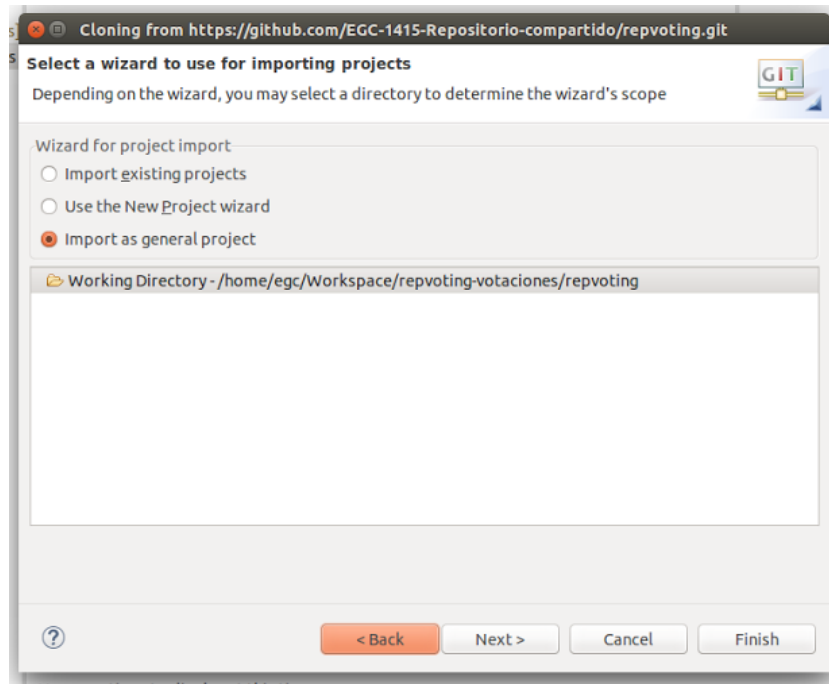 Cloning from https://github.com/EGC-1415-Repositorio-compartido/repvoting.git
Select a wizard to use for importing projects
GIT
Depending on the wizard, you may select a directory to determine the wizard's scope
Wizard for project import
Import existing projects
Use the New Project wizard
Import as general project
Working Directory - /home/egc/Workspace/repvoting-votaciones/repvoting
?
< Back Next > Cancel Finish